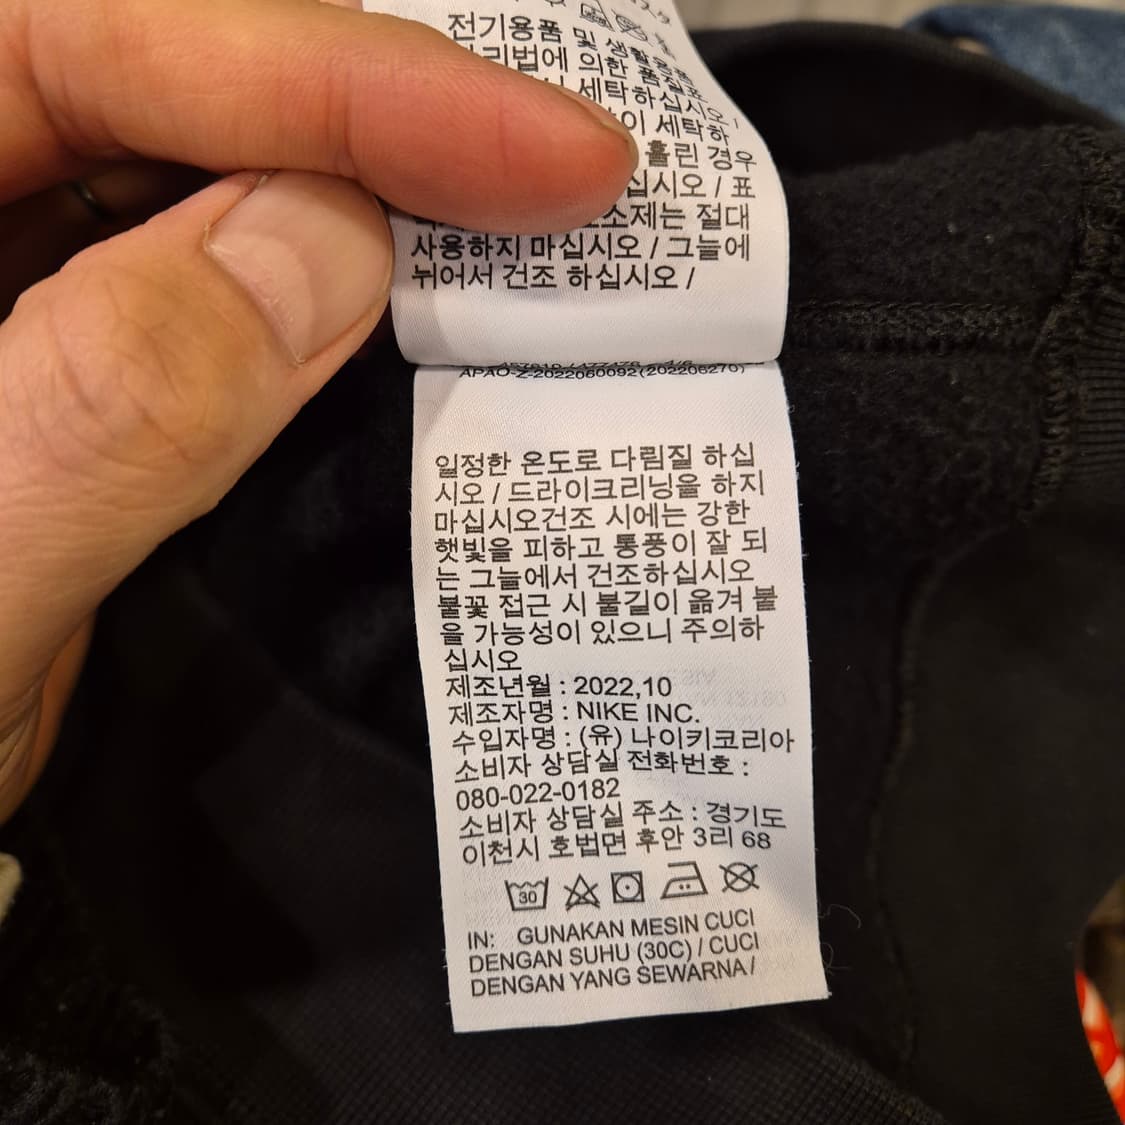 전기용품 및 생활용품
리법에 의한 품질표
세탁하십시오 /
이 세탁하
흘린 경우
십시오 / 표
소제는 절대
사용하지 마십시오 / 그늘에
뉘어서 건조 하십시오 /
APAO-Z-2022060092(202206270)
일정한 온도로 다림질 하십
시오 / 드라이크리닝을 하지
마십시오건조 시에는 강한
햇빛을 피하고 통풍이 잘 되
는 그늘에서 건조하십시오
불꽃 접근 시 불길이 옮겨 붙
을 가능성이 있으니 주의하
십시오
제조년월 : 2022,10
제조자명 : NIKE INC.
수입자명 : (유) 나이키코리아
소비자 상담실 전화번호 :
080-022-0182
소비자 상담실 주소 : 경기도
이천시 호법면 후안 3리 68
30
IN: GUNAKAN MESIN CUCI
DENGAN SUHU (30C) / CUCI
DENGAN YANG SEWARNA /